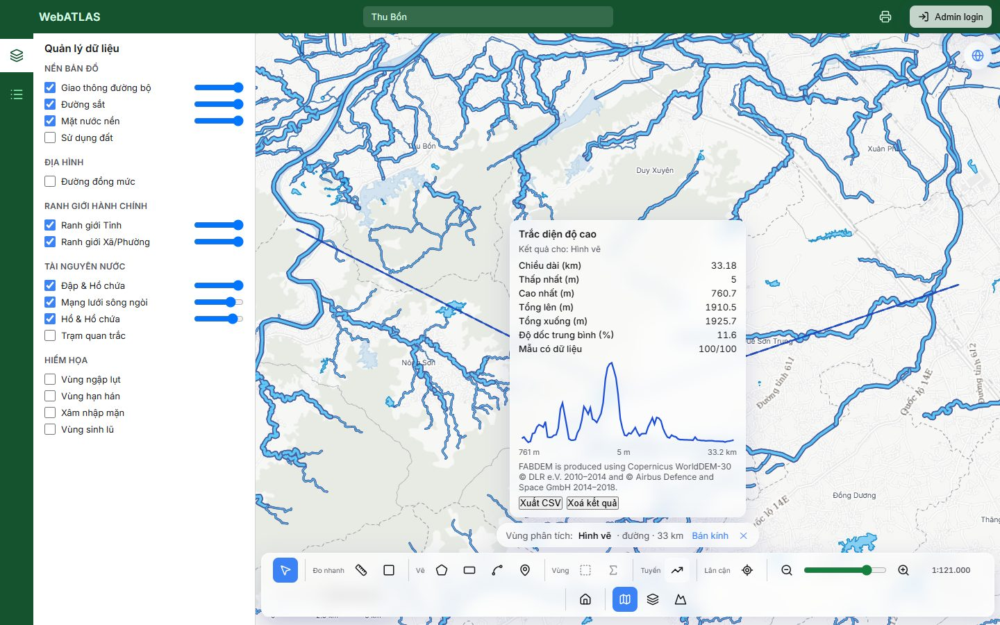 WebATLAS
Thu Bồn
Admin login
Quản lý dữ liệu
NỀN BẢN ĐỒ
Giao thông đường bộ
Đường sắt
Mặt nước nền
Sử dụng đất
ĐỊA HÌNH
Đường đồng mức
RANH GIỚI HÀNH CHÍNH
Ranh giới Tỉnh
Ranh giới Xã/Phường
TÀI NGUYÊN NƯỚC
Đập & Hồ chứa
Mạng lưới sông ngòi
Hồ & Hồ chứa
Trạm quan trắc
HIỂM HỌA
Vùng ngập lụt
Vùng hạn hán
Xâm nhập mặn
Vùng sinh lũ
Thu Bồn
Duy Xuyên
Xuân Phú
Nông Sơn
Quế Sơn Trung
Đường tỉnh 611
Quốc lộ 14E
Đường tỉnh 612
Đồng Dương
Quốc lộ 14E
Thăng
Trắc diện độ cao
Kết quả cho: Hình vẽ
Chiều dài (km) 33.18
Thấp nhất (m) 5
Cao nhất (m) 760.7
Tổng lên (m) 1910.5
Tổng xuống (m) 1925.7
Độ dốc trung bình (%) 11.6
Mẫu có dữ liệu 100/100
761 m 5 m 33.2 km
FABDEM is produced using Copernicus WorldDEM-30
© DLR e.V. 2010–2014 and © Airbus Defence and
Space GmbH 2014–2018.
Xuất CSV Xoá kết quả
Vùng phân tích: Hình vẽ · đường · 33 km Bán kính
Đo nhanh Vẽ Vùng Tuyến Lân cận 1:121.000